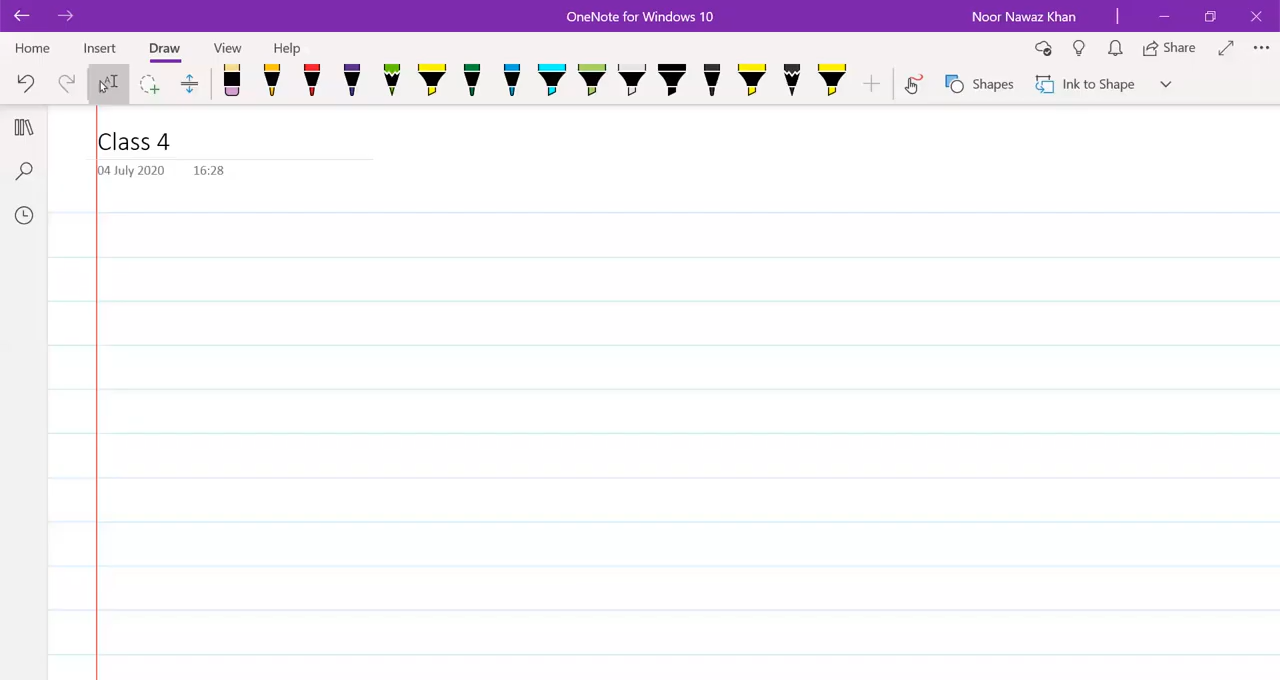 OneNote for Windows 10
Noor Nawaz Khan
Home Insert Draw View Help
Share
Shapes
Ink to Shape
Class 4
04 July 2020 16:28